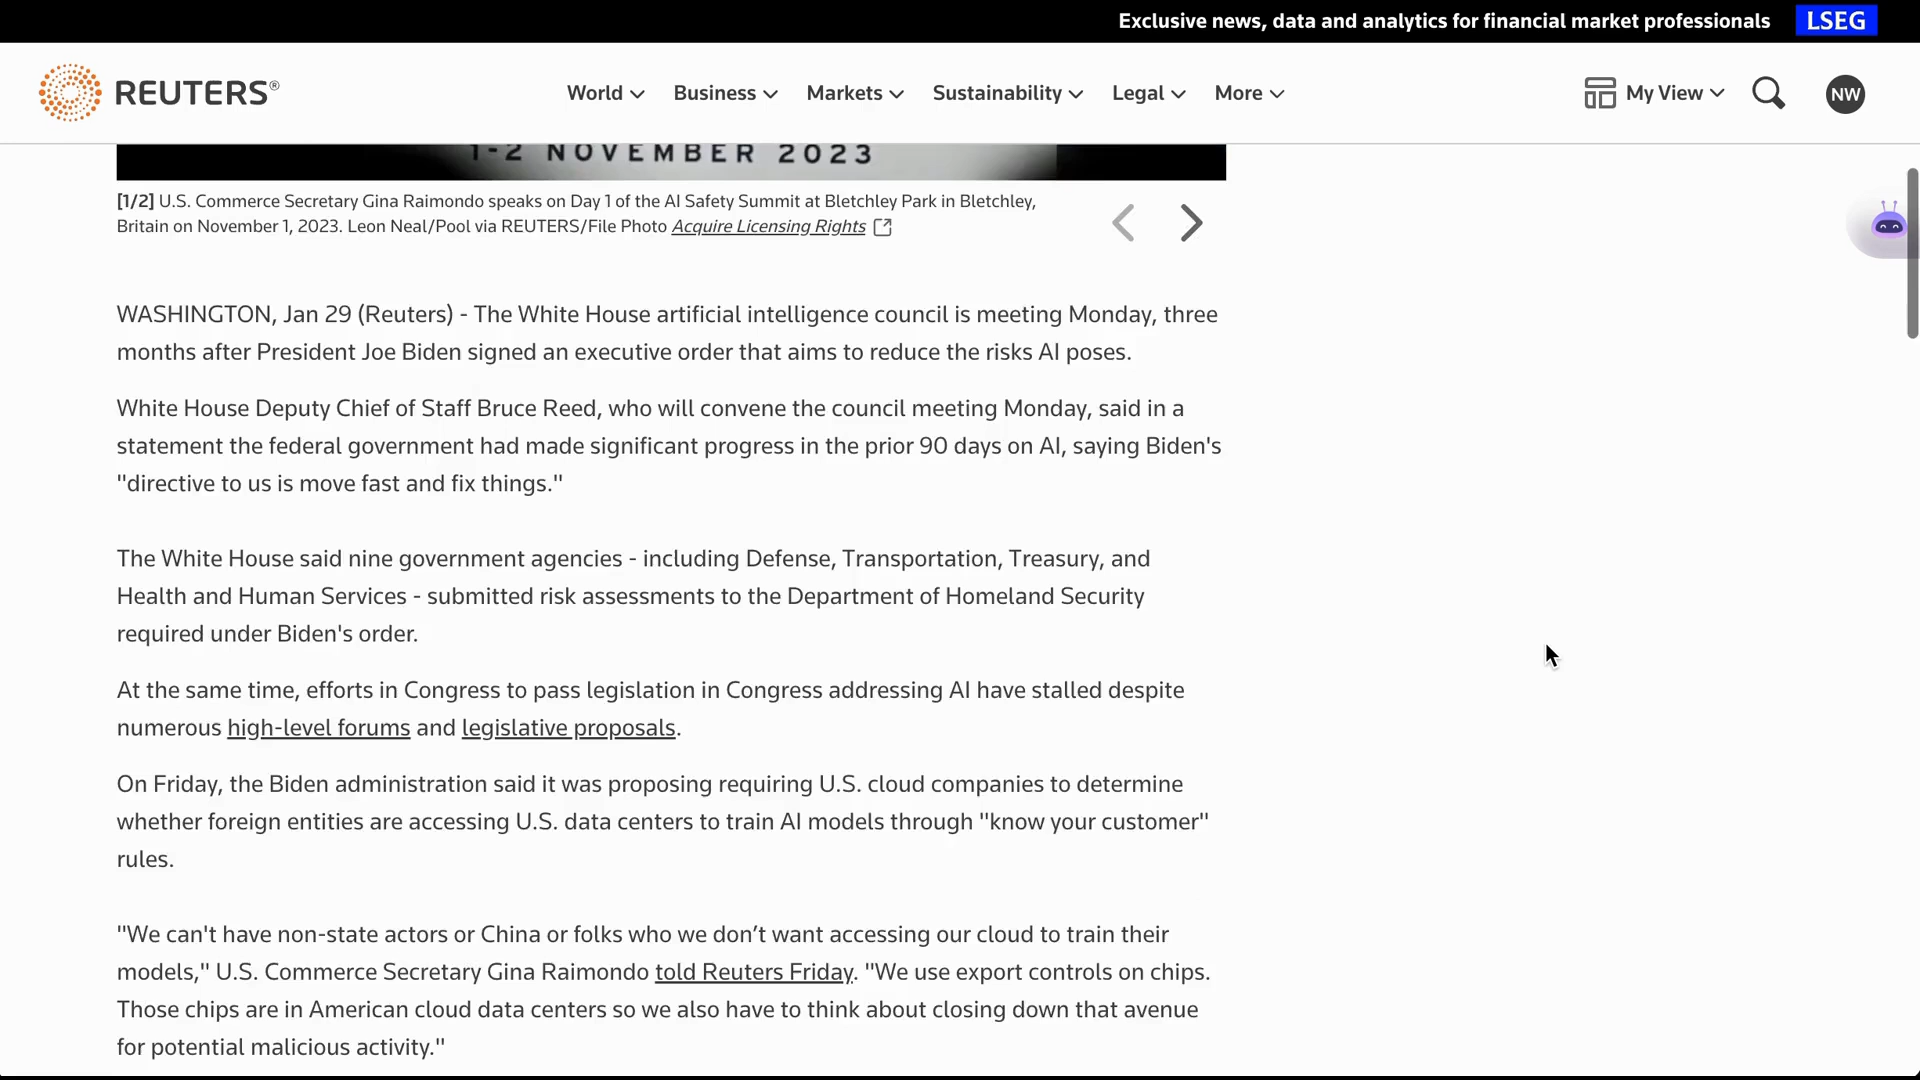 Exclusive news, data and analytics for financial market professionals LSEG
REUTERS® World Business Markets Sustainability Legal More My View NW
1-2 NOVEMBER 2023
[1/2] U.S. Commerce Secretary Gina Raimondo speaks on Day 1 of the AI Safety Summit at Bletchley Park in Bletchley,
Britain on November 1, 2023. Leon Neal/Pool via REUTERS/File Photo Acquire Licensing Rights
WASHINGTON, Jan 29 (Reuters) - The White House artificial intelligence council is meeting Monday, three
months after President Joe Biden signed an executive order that aims to reduce the risks AI poses.
White House Deputy Chief of Staff Bruce Reed, who will convene the council meeting Monday, said in a
statement the federal government had made significant progress in the prior 90 days on AI, saying Biden's
"directive to us is move fast and fix things."
The White House said nine government agencies - including Defense, Transportation, Treasury, and
Health and Human Services - submitted risk assessments to the Department of Homeland Security
required under Biden's order.
At the same time, efforts in Congress to pass legislation in Congress addressing AI have stalled despite
numerous high-level forums and legislative proposals.
On Friday, the Biden administration said it was proposing requiring U.S. cloud companies to determine
whether foreign entities are accessing U.S. data centers to train AI models through "know your customer"
rules.
"We can't have non-state actors or China or folks who we don’t want accessing our cloud to train their
models," U.S. Commerce Secretary Gina Raimondo told Reuters Friday. "We use export controls on chips.
Those chips are in American cloud data centers so we also have to think about closing down that avenue
for potential malicious activity."